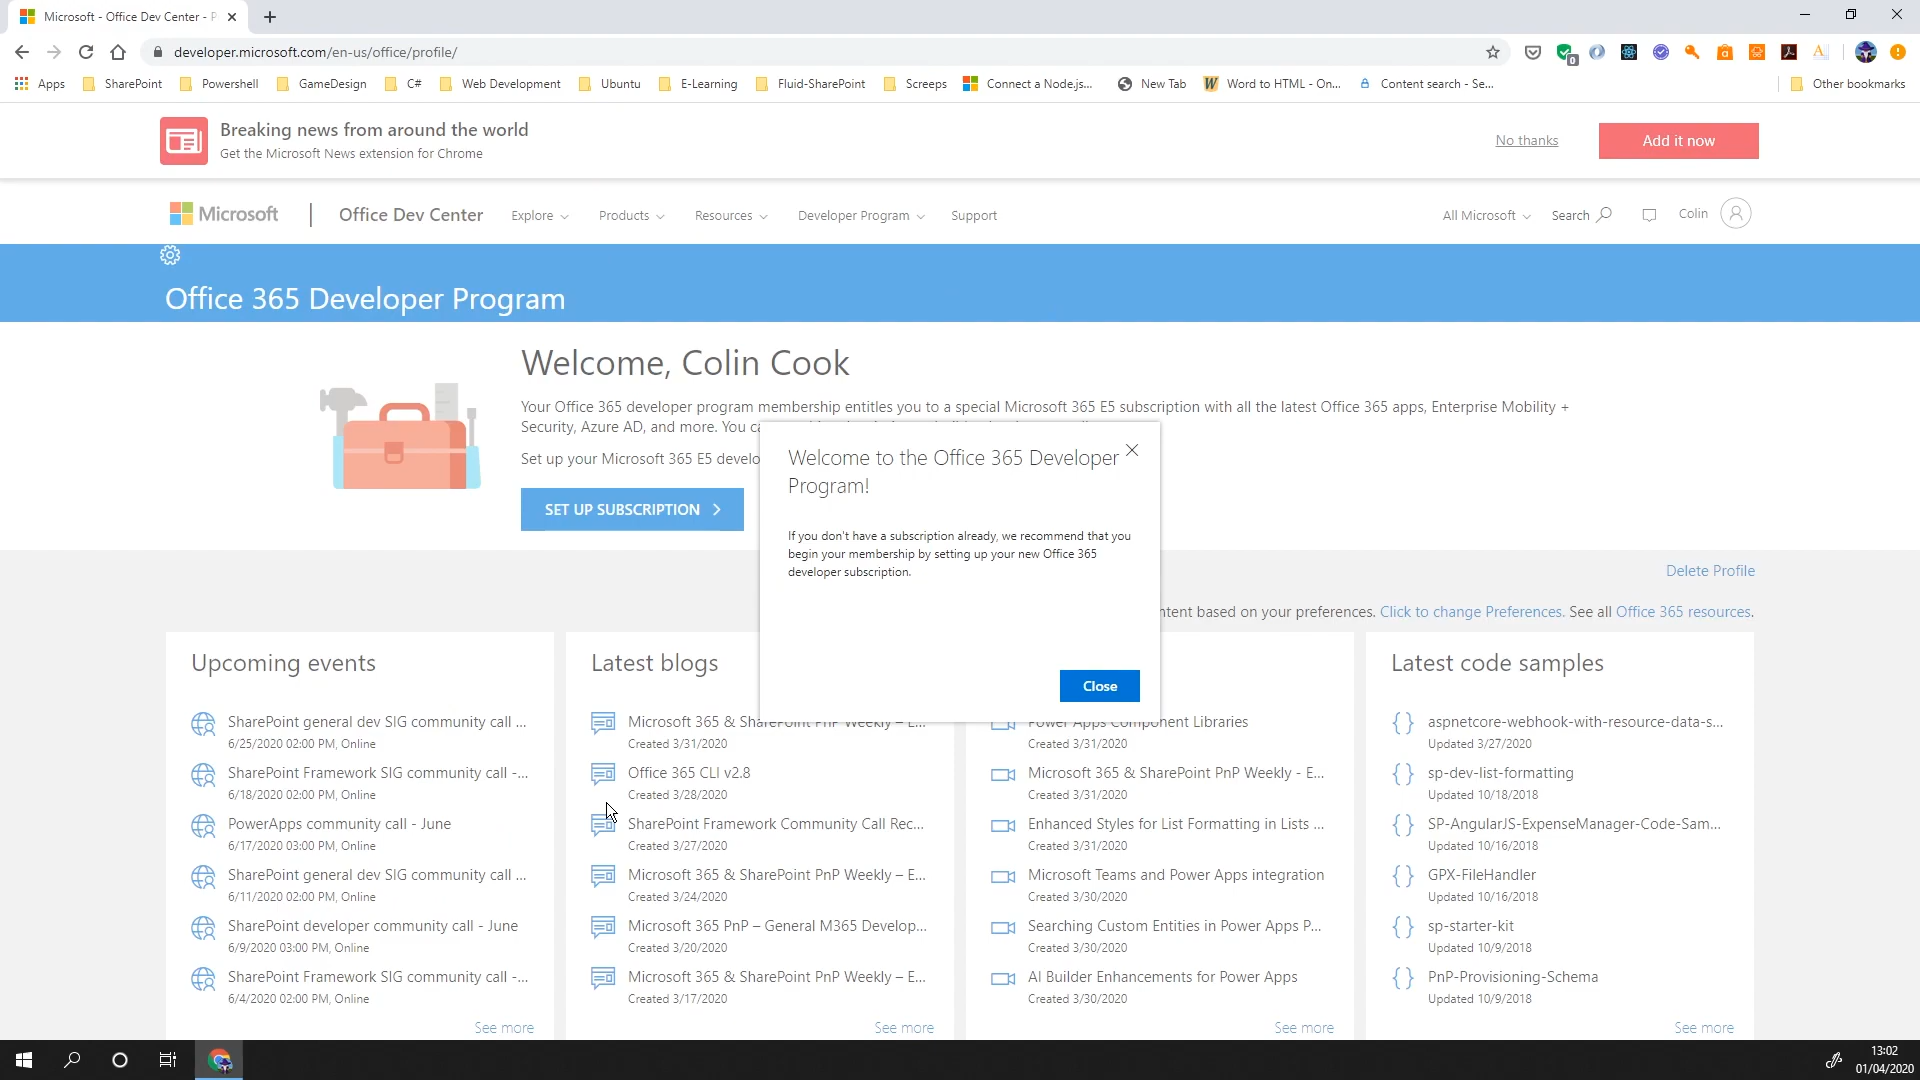 Microsoft - Office Dev Center - P
developer.microsoft.com/en-us/office/profile/
0
Apps
SharePoint
Powershell
GameDesign
C#
Web Development
Ubuntu
E-Learning
Fluid-SharePoint
Screeps
Connect a Node.js...
New Tab
Word to HTML - On...
Content search - Se...
Other bookmarks
Breaking news from around the world
Get the Microsoft News extension for Chrome
No thanks
Add it now
Microsoft
Office Dev Center
Explore
Products
Resources
Developer Program
Support
All Microsoft
Search
Colin
Office 365 Developer Program
Welcome, Colin Cook
Your Office 365 developer program membership entitles you to a special Microsoft 365 E5 subscription with all the latest Office 365 apps, Enterprise Mobility +
Security, Azure AD, and more. You ca
Set up your Microsoft 365 E5 develo
SET UP SUBSCRIPTION
Welcome to the Office 365 Developer
Program!
If you don't have a subscription already, we recommend that you
begin your membership by setting up your new Office 365
developer subscription.
Close
Delete Profile
ntent based on your preferences. Click to change Preferences. See all Office 365 resources.
Upcoming events
SharePoint general dev SIG community call ...
6/25/2020 02:00 PM, Online
SharePoint Framework SIG community call -...
6/18/2020 02:00 PM, Online
PowerApps community call - June
6/17/2020 03:00 PM, Online
SharePoint general dev SIG community call ...
6/11/2020 02:00 PM, Online
SharePoint developer community call - June
6/9/2020 03:00 PM, Online
SharePoint Framework SIG community call -...
6/4/2020 02:00 PM, Online
See more
Latest blogs
Microsoft 365 & SharePoint PnP Weekly – E...
Created 3/31/2020
Office 365 CLI v2.8
Created 3/28/2020
SharePoint Framework Community Call Rec...
Created 3/27/2020
Microsoft 365 & SharePoint PnP Weekly – E...
Created 3/24/2020
Microsoft 365 PnP – General M365 Develop...
Created 3/20/2020
Microsoft 365 & SharePoint PnP Weekly – E...
Created 3/17/2020
See more
Power Apps Component Libraries
Created 3/31/2020
Microsoft 365 & SharePoint PnP Weekly - E...
Created 3/31/2020
Enhanced Styles for List Formatting in Lists ...
Created 3/31/2020
Microsoft Teams and Power Apps integration
Created 3/30/2020
Searching Custom Entities in Power Apps P...
Created 3/30/2020
AI Builder Enhancements for Power Apps
Created 3/30/2020
See more
Latest code samples
aspnetcore-webhook-with-resource-data-s...
Updated 3/27/2020
sp-dev-list-formatting
Updated 10/18/2018
SP-AngularJS-ExpenseManager-Code-Sam...
Updated 10/16/2018
GPX-FileHandler
Updated 10/16/2018
sp-starter-kit
Updated 10/9/2018
PnP-Provisioning-Schema
Updated 10/9/2018
See more
13:02
01/04/2020